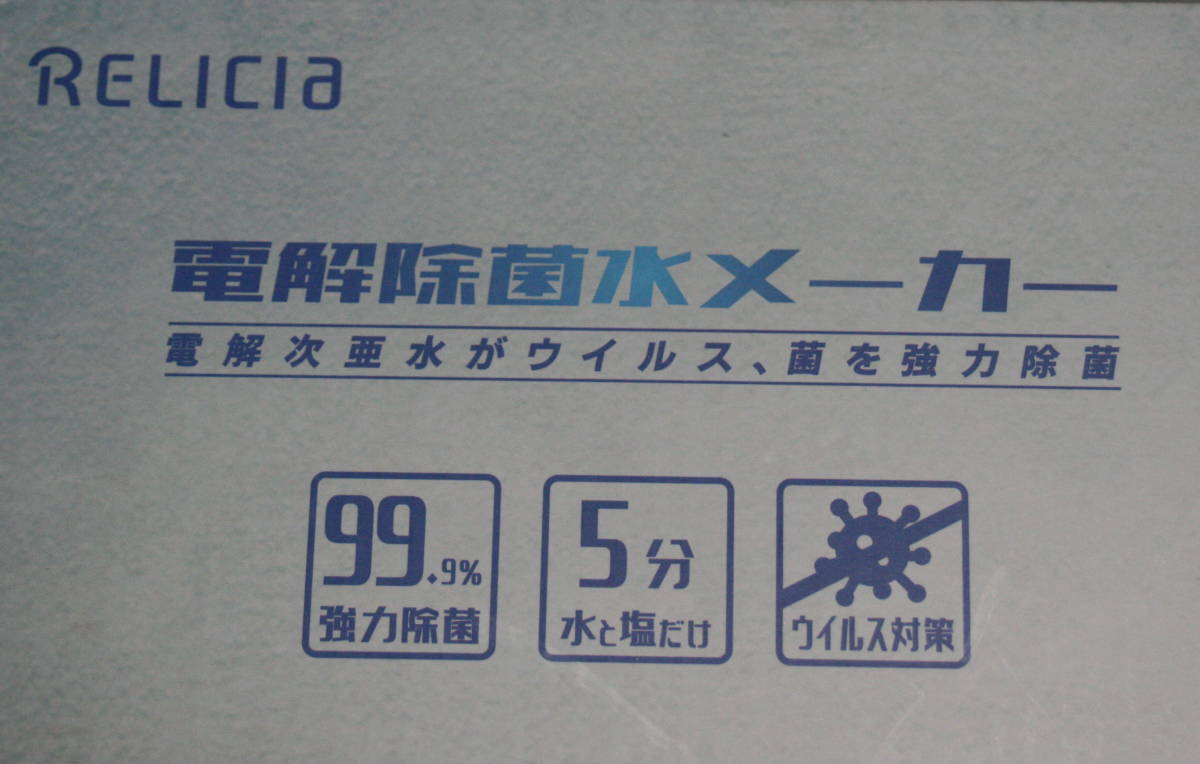 RELICIa
電解除菌水メーカー
電解次亜水がウイルス、菌を強力除菌
99.9%
強力除菌
5分
水と塩だけ
ウイルス対策